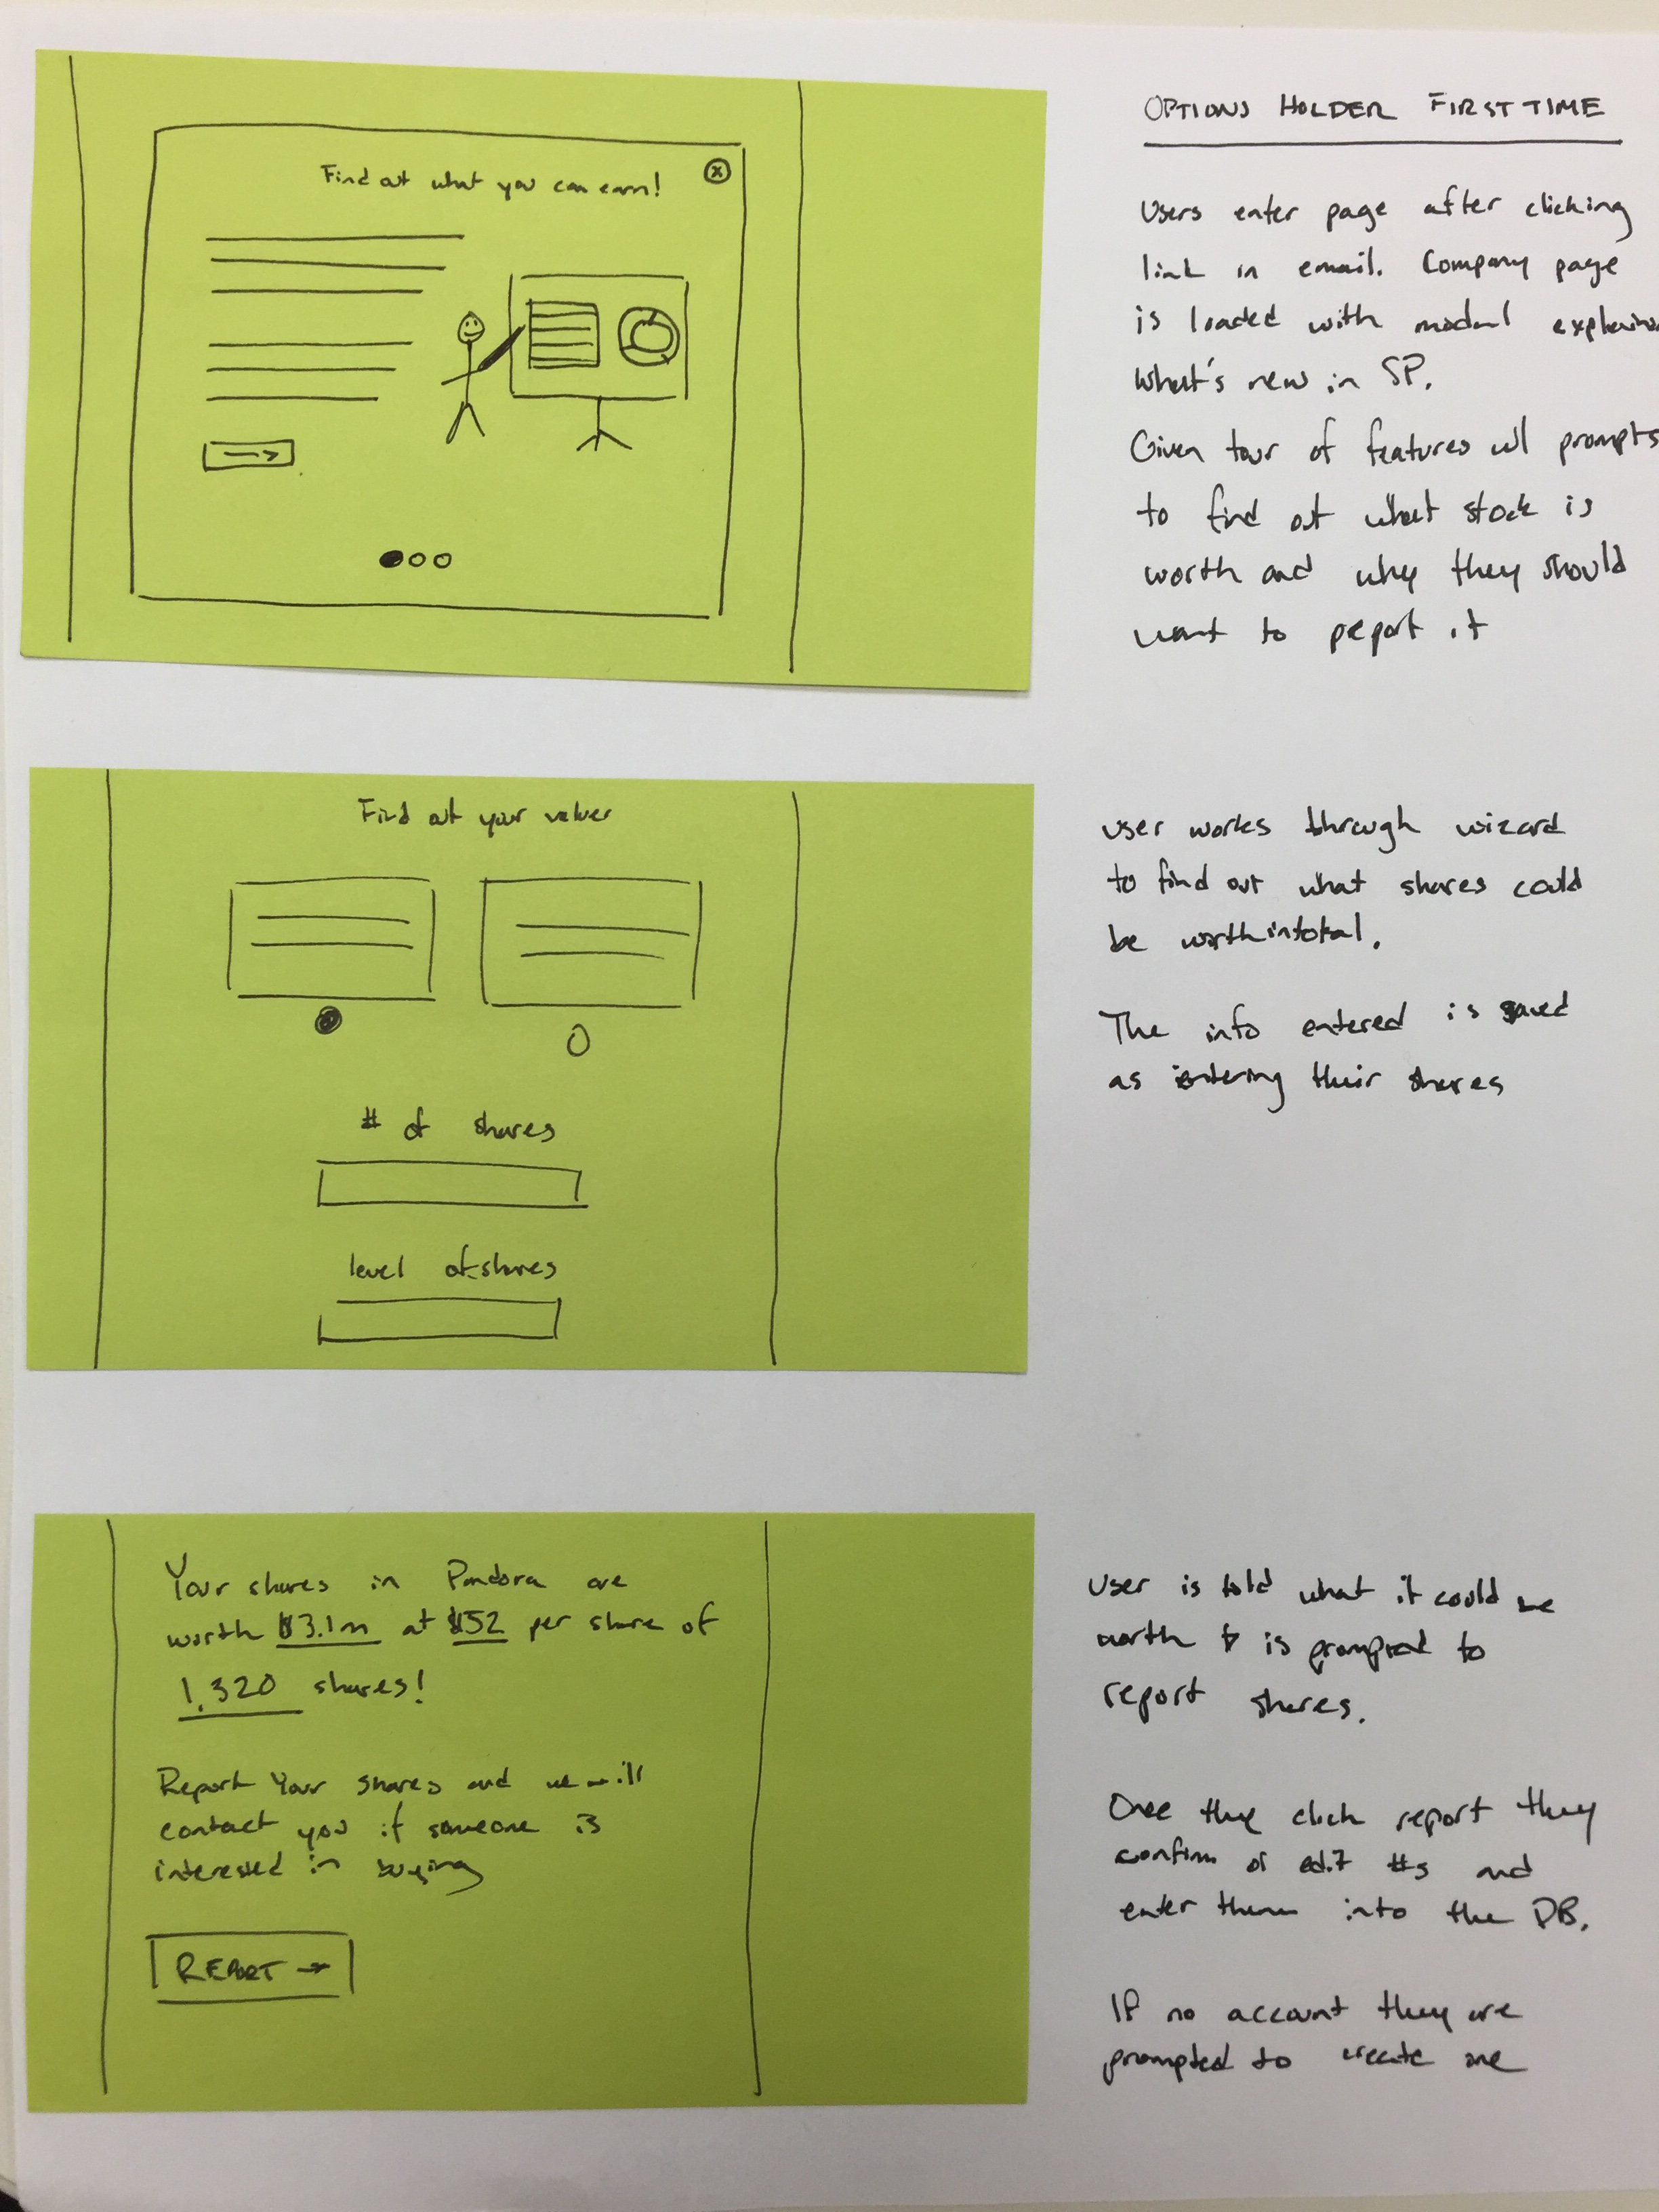 OPTIONS HOLDER FIRST TIME
Find out what you can earn!
Users enter page after clicking
link in email. Company page
is loaded with modal
what's new in SP.
Given tour of features w/ prompts
to find out what stock is
worth and why they should
want to peport it
Find out your value
# of shares
level of shares
user works through wizard
to find out what shares could
be worth in total.
The info entered is saved
as entering their shares
Your shares in Pandora are
worth $3.1m at $52 per share of
1,320 shares!
Report Your shares and we will
contact you if someone is
interested in buying
REPORT →
User is told what it could be
worth & is prompted to
report shares.
Once they click report they
confirm or edit #s and
enter them into the DB.
If no account they are
prompted to create one